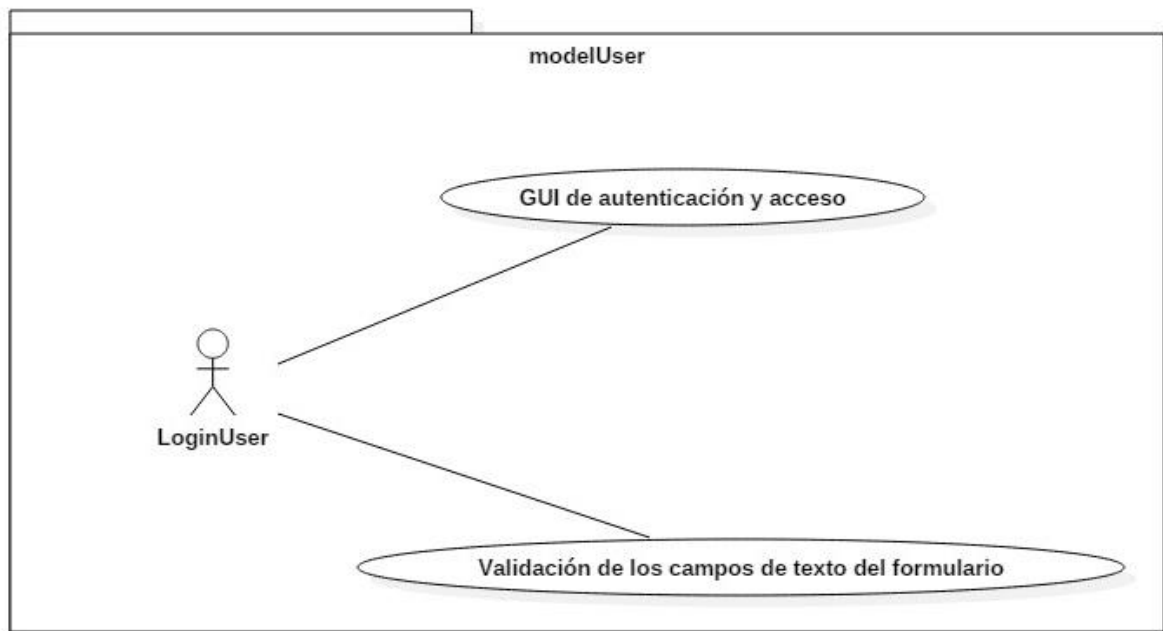 modelUser
GUI de autenticación y acceso
LoginUser
Validación de los campos de texto del formulario